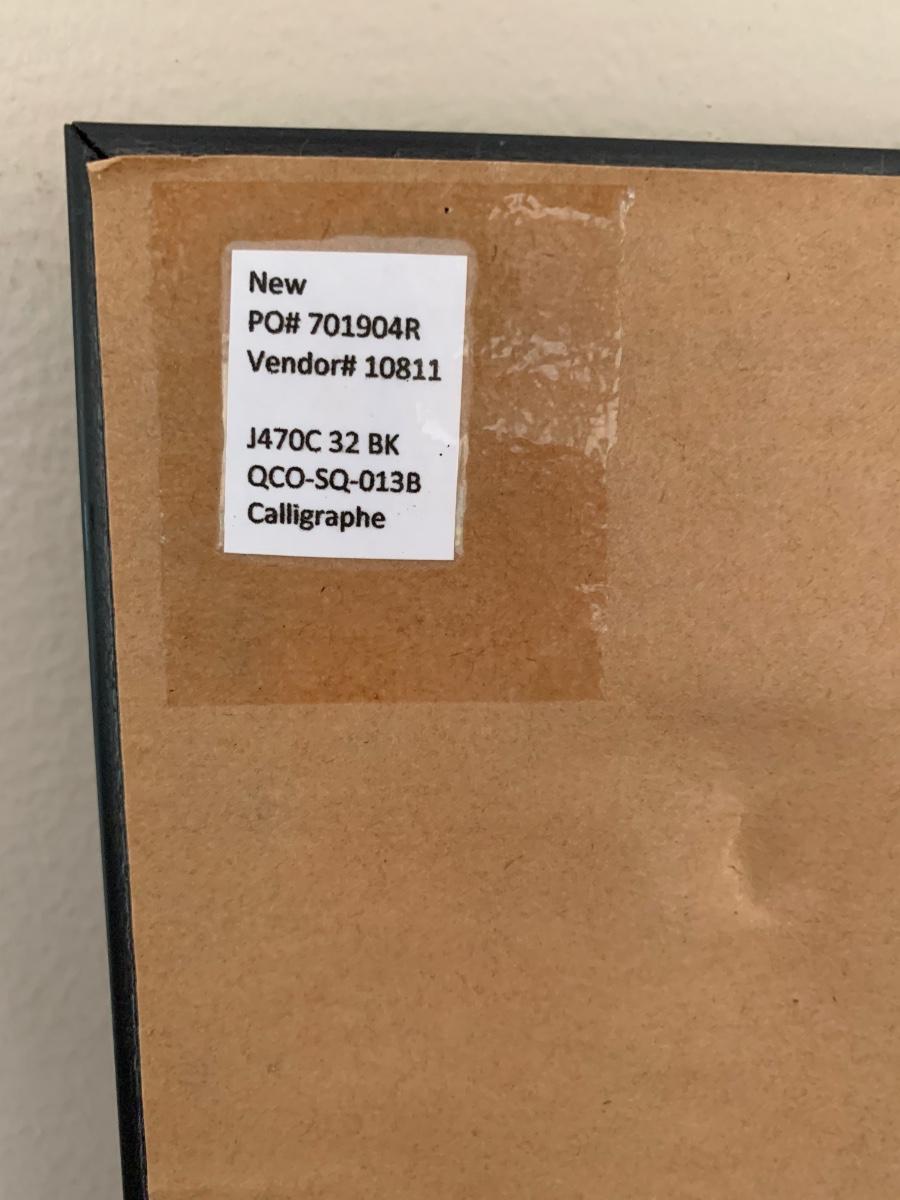 New
PO# 701904R
Vendor# 10811
J470C 32 BK
QCO-SQ-013B
Calligraphe